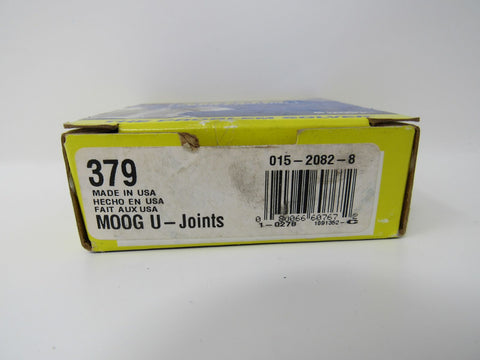 379
MADE IN USA
HECHO EN USA
FAIT AUX USA
MOOG U-Joints
015-2082-8
0 80066 60767
1-0278 1091352-C